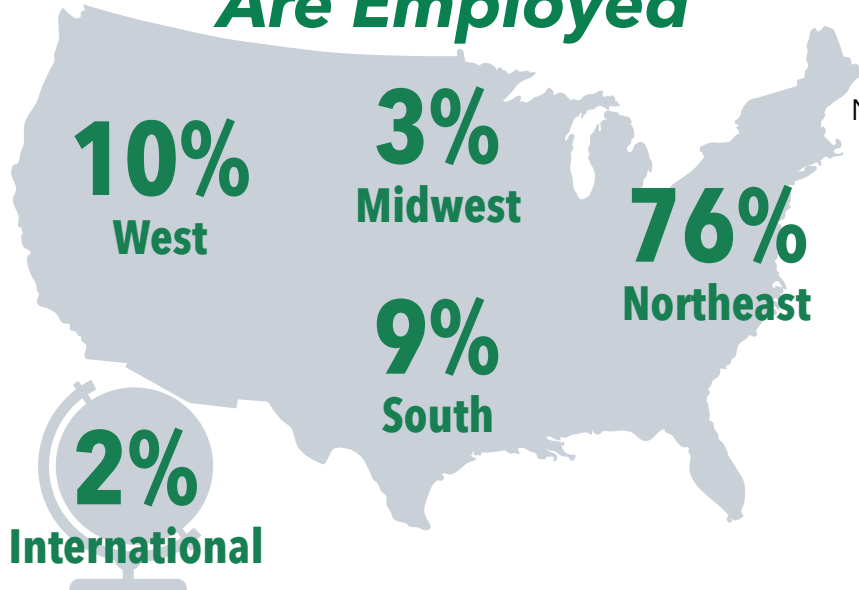 Are Employed
10%
West
3%
Midwest
76%
Northeast
9%
South
2%
International